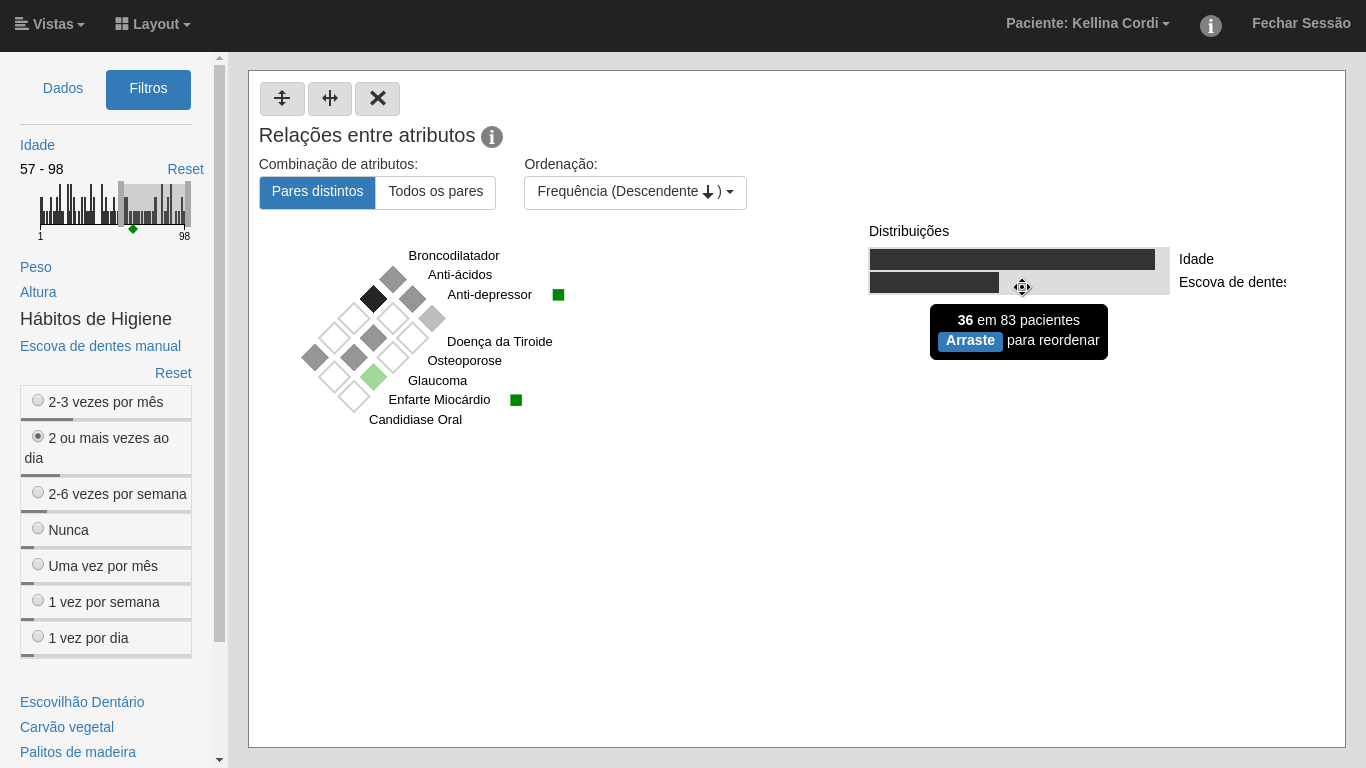 Vistas
Layout
Paciente: Kellina Cordi
Fechar Sessão
Dados
Filtros
Idade
57 - 98
Reset
1
98
Peso
Altura
Hábitos de Higiene
Escova de dentes manual
Reset
2-3 vezes por mês
2 ou mais vezes ao
dia
2-6 vezes por semana
Nunca
Uma vez por mês
1 vez por semana
1 vez por dia
Escovilhão Dentário
Carvão vegetal
Palitos de madeira
Relações entre atributos
Combinação de atributos:
Pares distintos
Todos os pares
Ordenação:
Frequência (Descendente )
Broncodilatador
Anti-ácidos
Anti-depressor
Doença da Tiroide
Osteoporose
Glaucoma
Enfarte Miocárdio
Candidiase Oral
Distribuições
Idade
Escova de dentes
36 em 83 pacientes
Arraste para reordenar